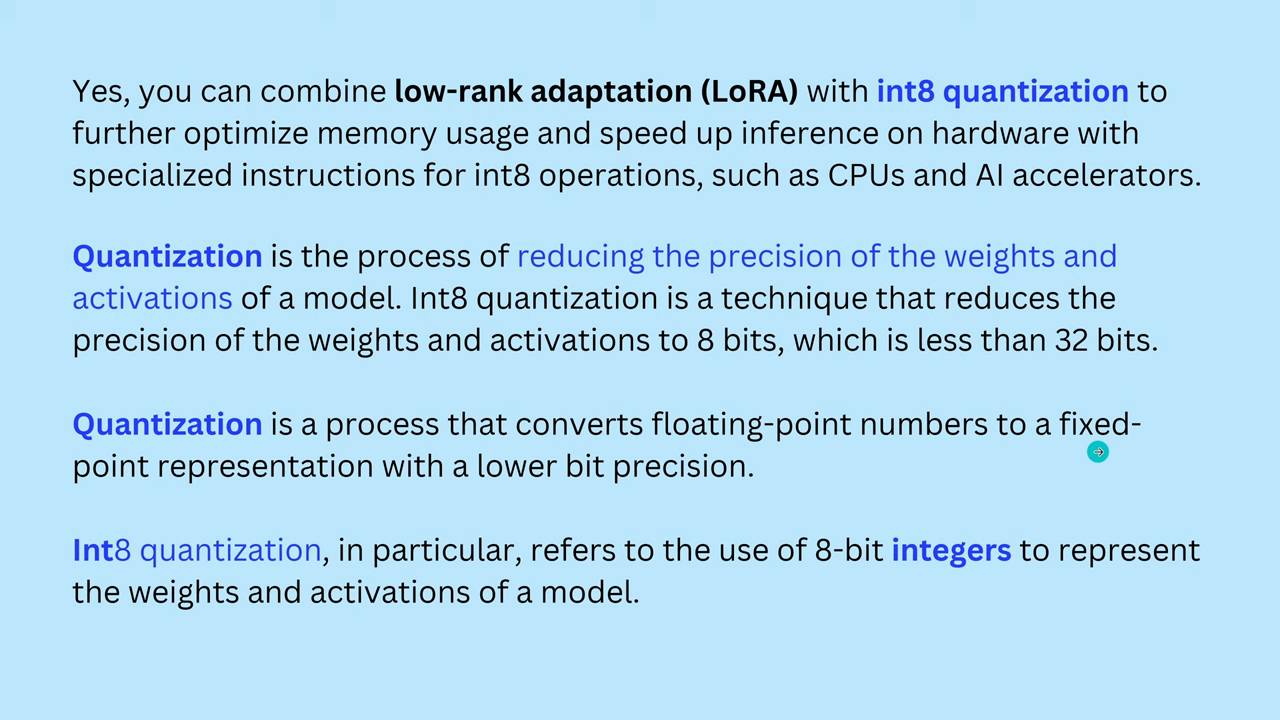 Yes, you can combine low-rank adaptation (LoRA) with int8 quantization to
further optimize memory usage and speed up inference on hardware with
specialized instructions for int8 operations, such as CPUs and AI accelerators.
Quantization is the process of reducing the precision of the weights and
activations of a model. Int8 quantization is a technique that reduces the
precision of the weights and activations to 8 bits, which is less than 32 bits.
Quantization is a process that converts floating-point numbers to a fixed-
point representation with a lower bit precision.
Int8 quantization, in particular, refers to the use of 8-bit integers to represent
the weights and activations of a model.